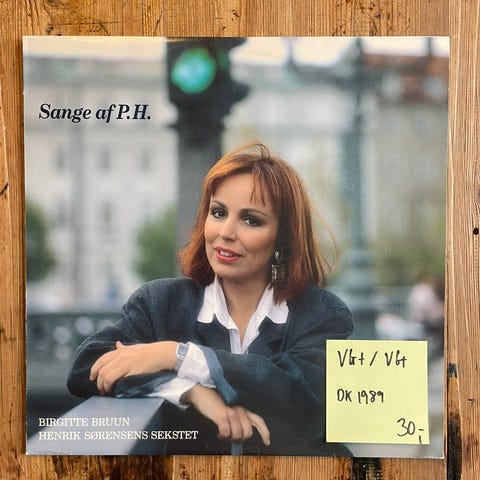 Sange af P.H.
BIRGITTE BRUUN
HENRIK SØRENSENS SEKSTET
VG+ / VG+
DK 1989
30,-